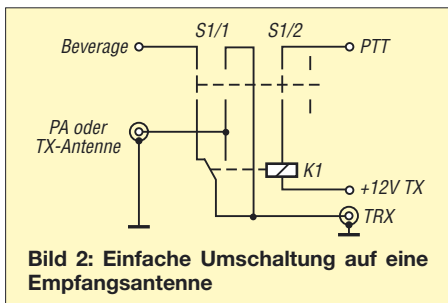 Beverage
S1/1
S1/2
PTT
PA oder
TX-Antenne
K1
+12V TX
TRX
Bild 2: Einfache Umschaltung auf eine
Empfangsantenne